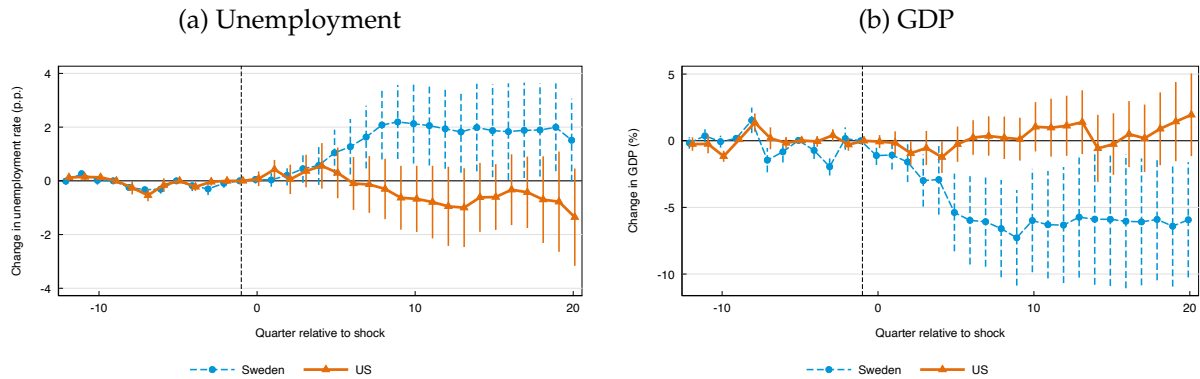 (a) Unemployment
Change in unemployment rate (p.p.)
4
2
0
-2
-4
-10
0
10
20
Quarter relative to shock
Sweden
US
(b) GDP
Change in GDP (%)
5
0
-5
-10
-10
0
10
20
Quarter relative to shock
Sweden
US